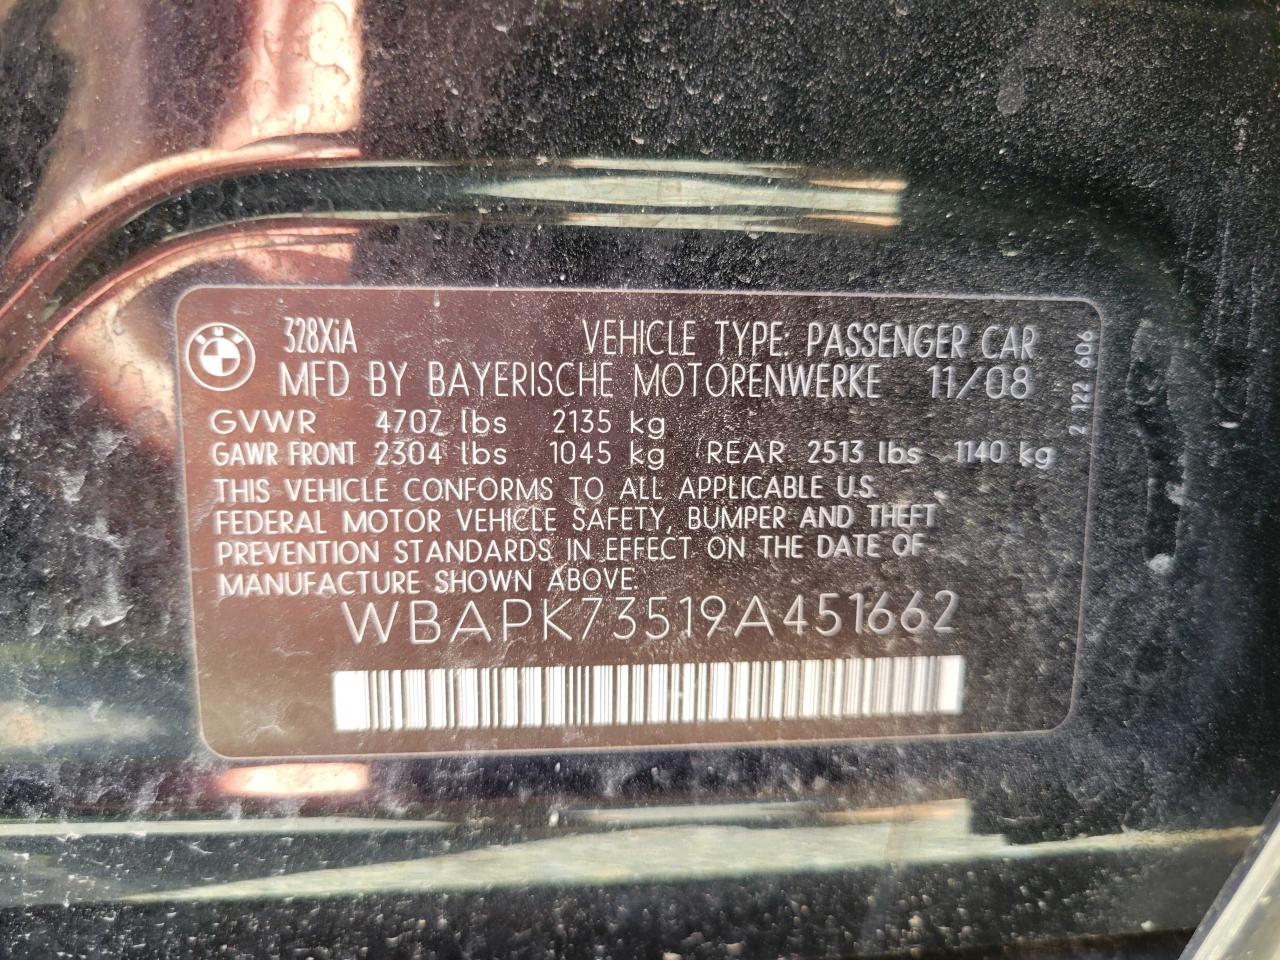 328XiA VEHICLE TYPE: PASSENGER CAR
MFD BY BAYERISCHE MOTORENWERKE 11/08
GVWR 4707 lbs 2135 kg
GAWR FRONT 2304 lbs 1045 kg REAR 2513 lbs 1140 kg
THIS VEHICLE CONFORMS TO ALL APPLICABLE U.S.
FEDERAL MOTOR VEHICLE SAFETY, BUMPER AND THEFT
PREVENTION STANDARDS IN EFFECT ON THE DATE OF
MANUFACTURE SHOWN ABOVE.
WBAPK73519A451662
2 122 606